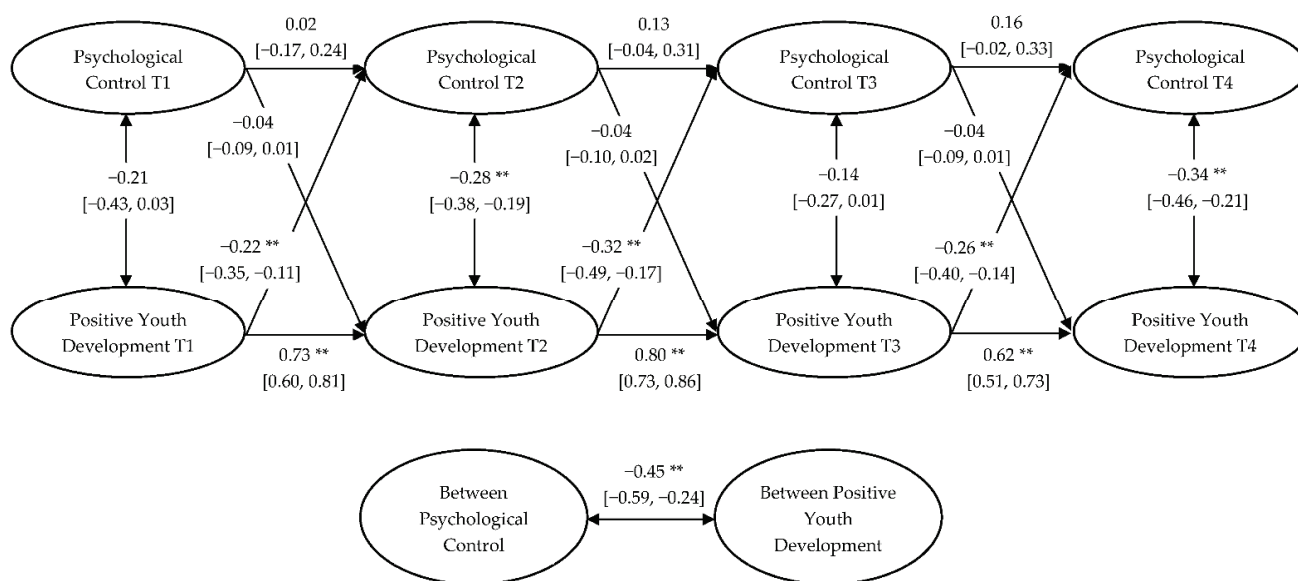 0.02
[−0.17, 0.24]
0.13
[−0.04, 0.31]
0.16
[−0.02, 0.33]
Psychological
Control T1
Psychological
Control T2
Psychological
Control T3
Psychological
Control T4
−0.04
[−0.09, 0.01]
−0.04
[−0.10, 0.02]
−0.04
[−0.09, 0.01]
−0.21
[−0.43, 0.03]
−0.28 **
[−0.38, −0.19]
−0.14
[−0.27, 0.01]
−0.34 **
[−0.46, −0.21]
−0.22 **
[−0.35, −0.11]
−0.32 **
[−0.49, −0.17]
−0.26 **
[−0.40, −0.14]
Positive Youth
Development T1
Positive Youth
Development T2
Positive Youth
Development T3
Positive Youth
Development T4
0.73 **
[0.60, 0.81]
0.80 **
[0.73, 0.86]
0.62 **
[0.51, 0.73]
Between
Psychological
Control
−0.45 **
[−0.59, −0.24]
Between Positive
Youth
Development